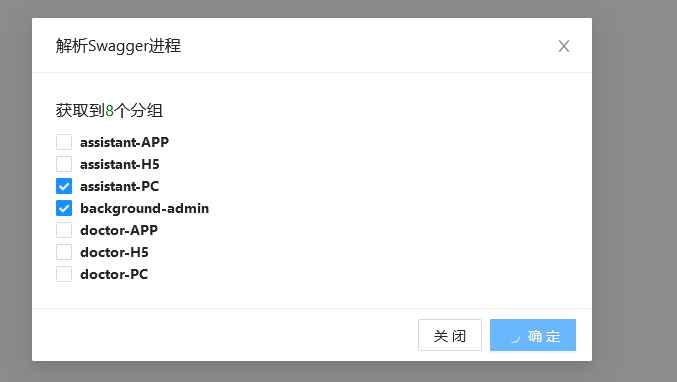 解析Swagger进程
获取到8个分组
assistant-APP
assistant-H5
assistant-PC
background-admin
doctor-APP
doctor-H5
doctor-PC
关 闭
确 定